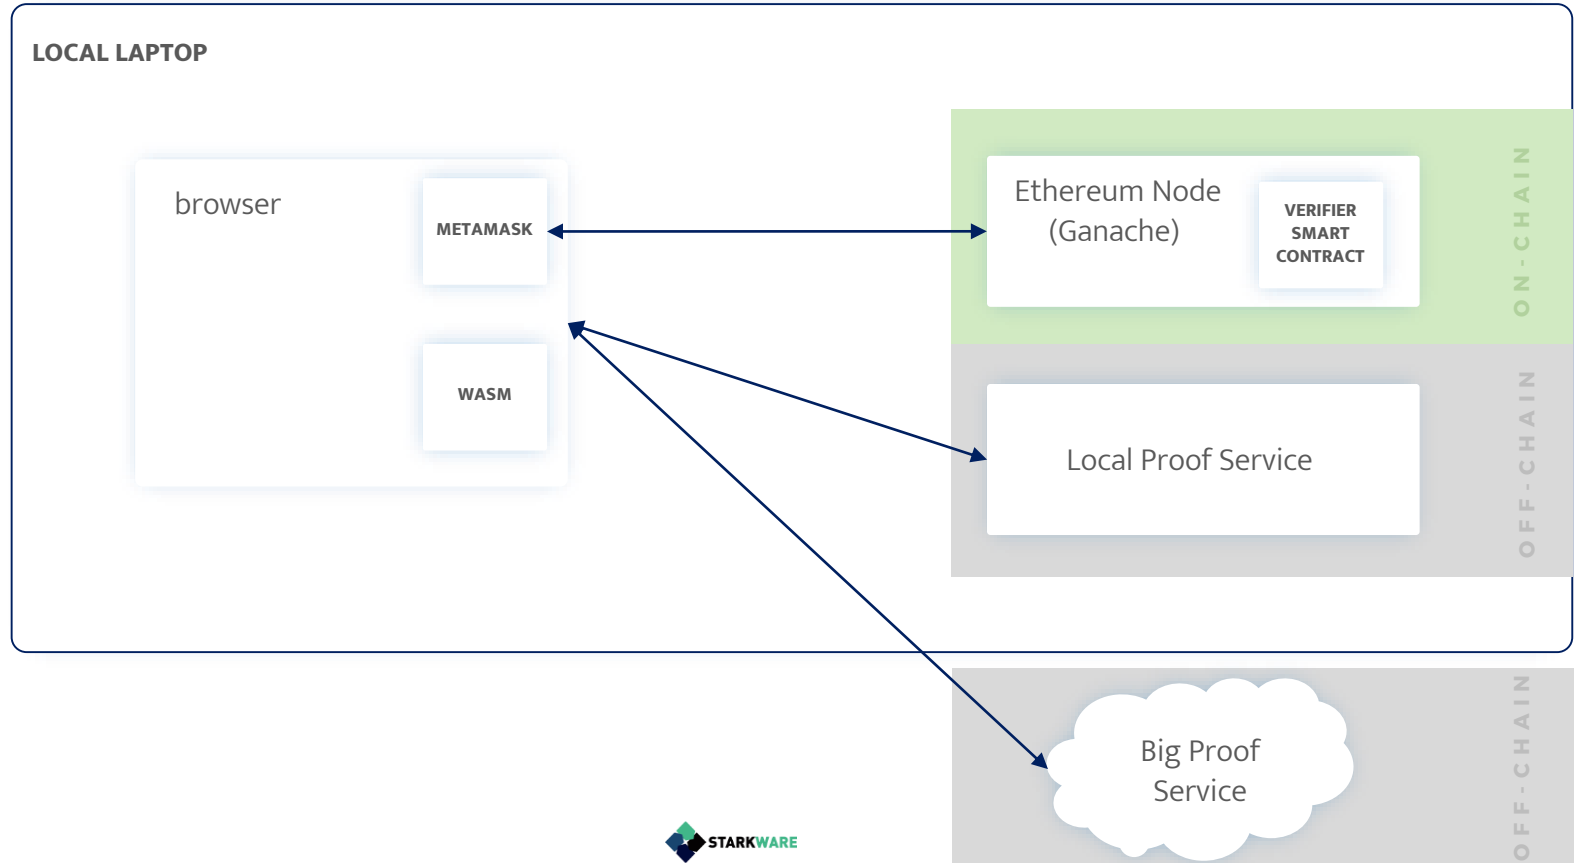 LOCAL LAPTOP
browser
METAMASK
WASM
Ethereum Node
(Ganache)
VERIFIER
SMART
CONTRACT
ON-CHAIN
Local Proof Service
OFF-CHAIN
Big Proof
Service
OFF-CHAIN
STARKWARE